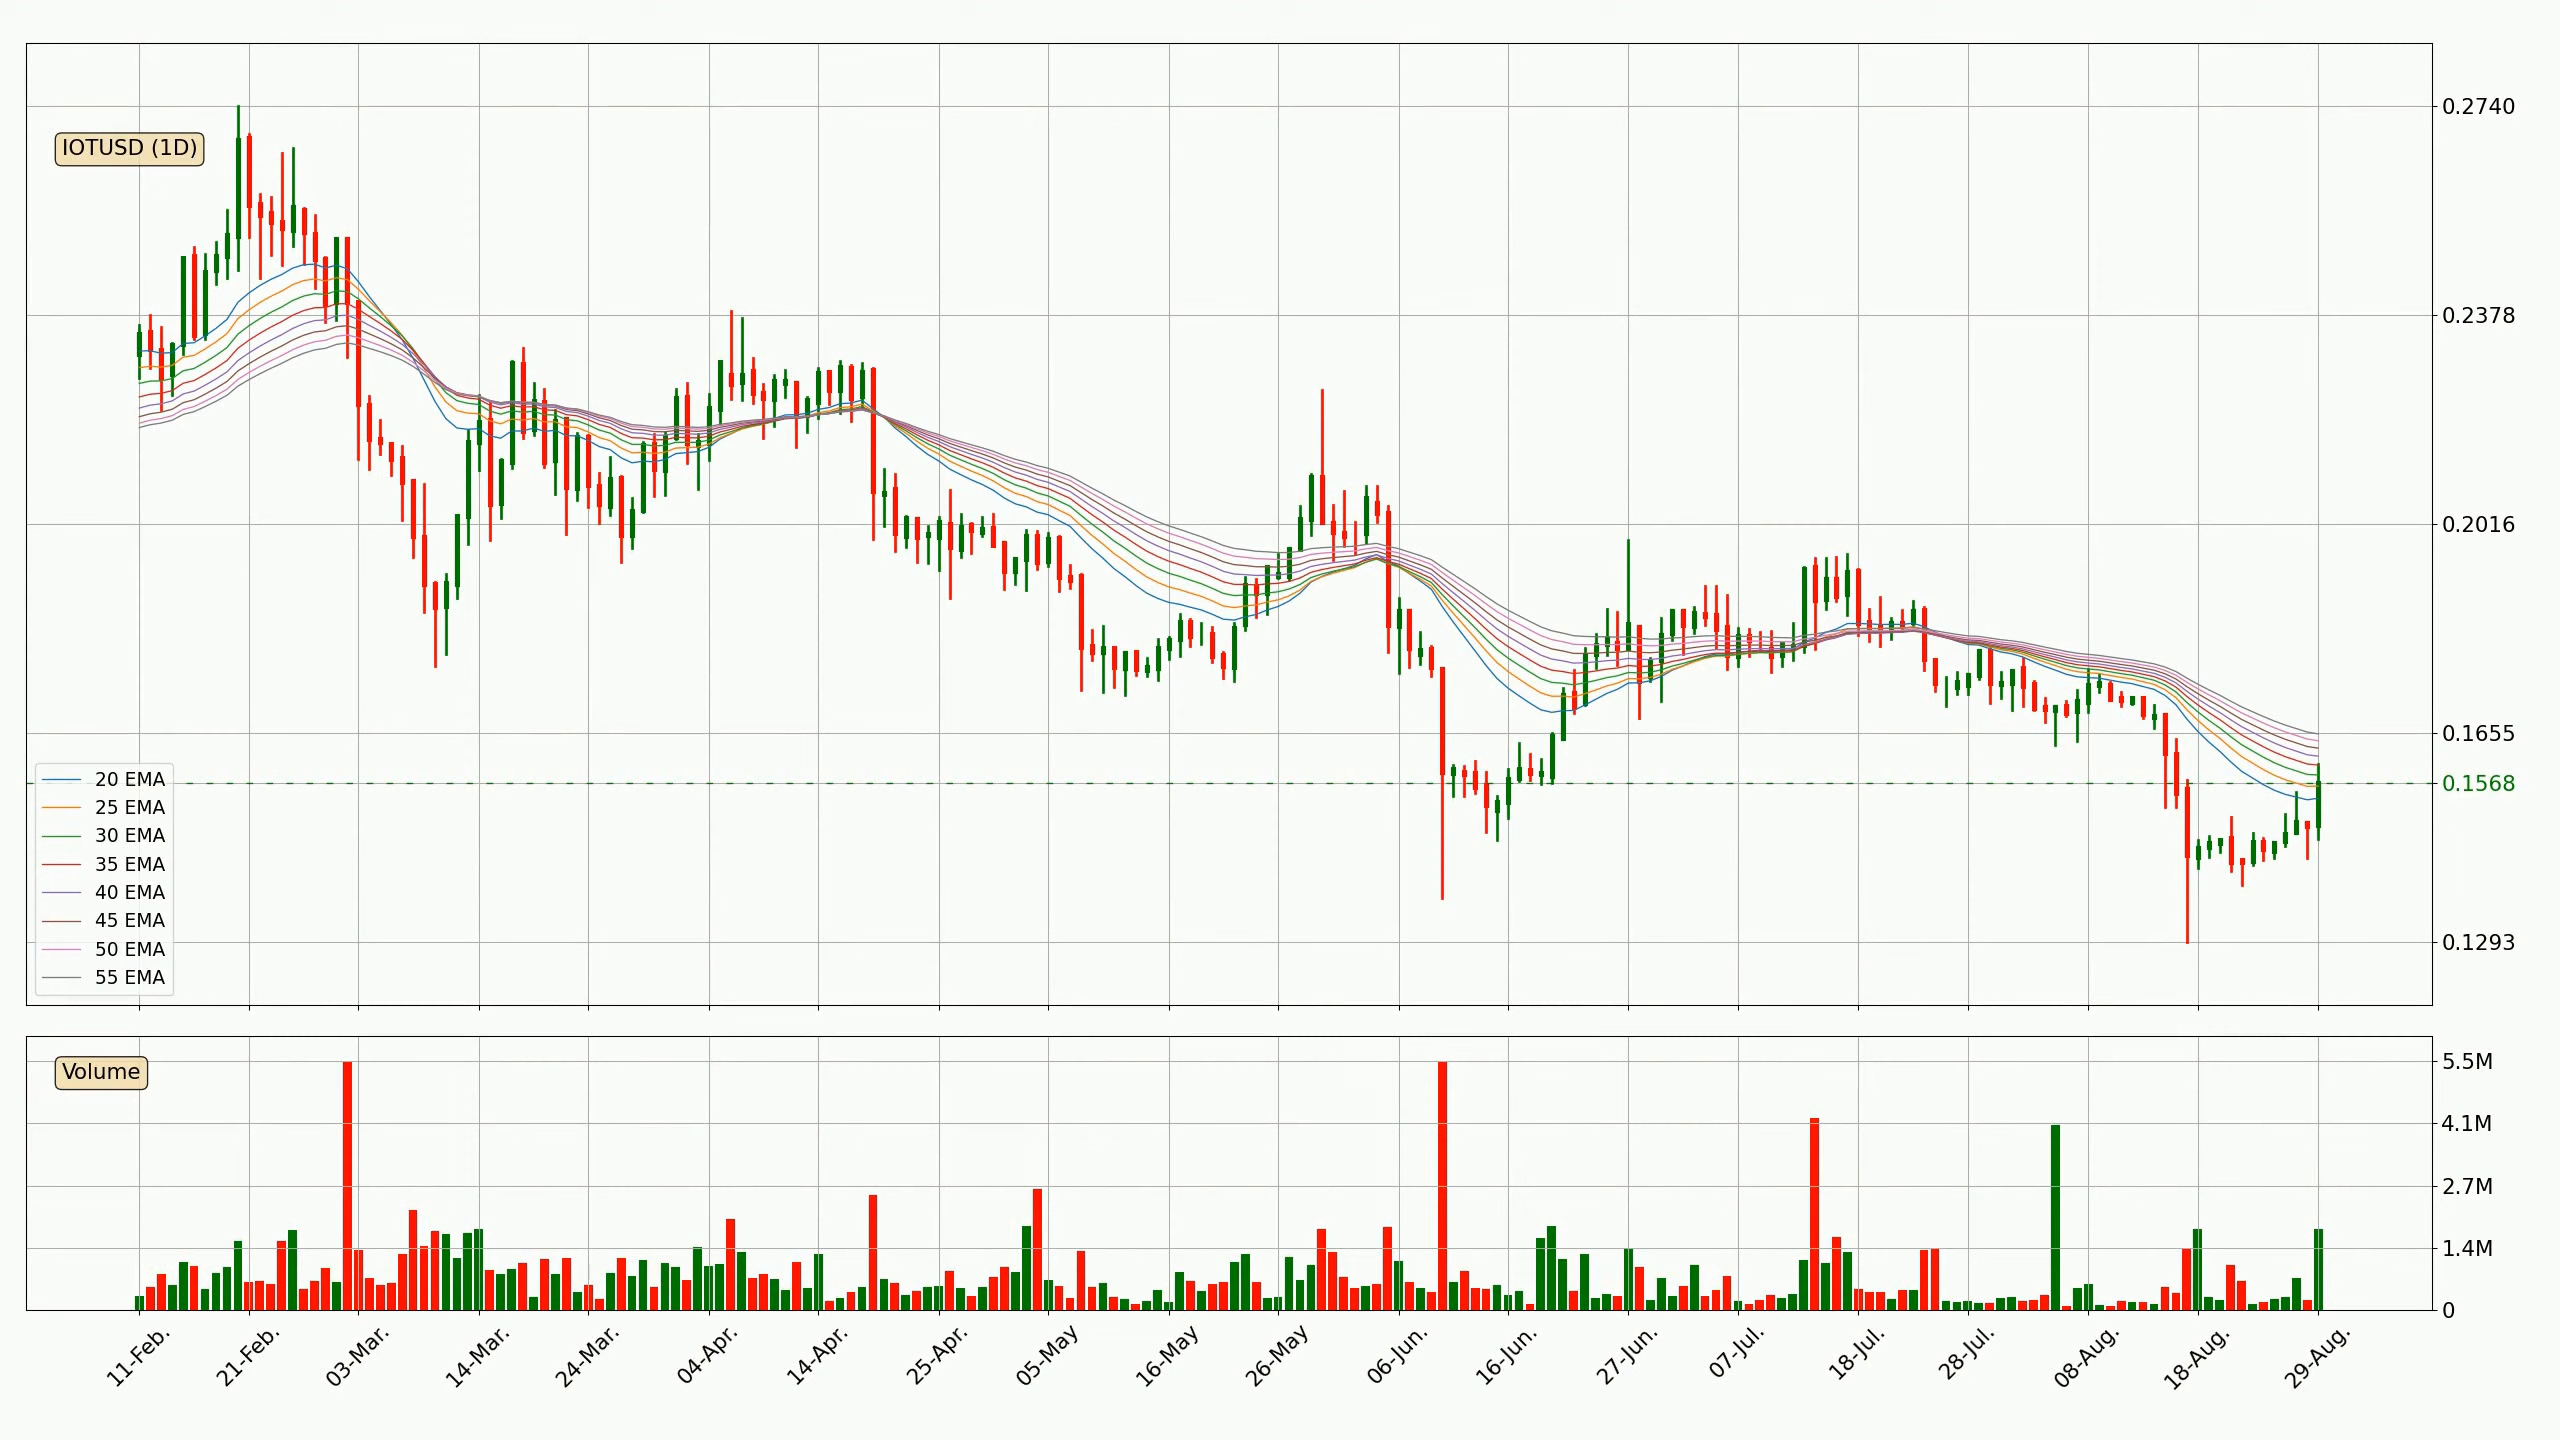 IOTUSD (1D)
0.2740
0.2378
0.2016
0.1655
0.1568
0.1293
20 EMA
25 EMA
30 EMA
35 EMA
40 EMA
45 EMA
50 EMA
55 EMA
Volume
5.5M
4.1M
2.7M
1.4M
0
11-Feb.
21-Feb.
03-Mar.
14-Mar.
24-Mar.
04-Apr.
14-Apr.
25-Apr.
05-May
16-May
26-May
06-Jun.
16-Jun.
27-Jun.
07-Jul.
18-Jul.
28-Jul.
08-Aug.
18-Aug.
29-Aug.